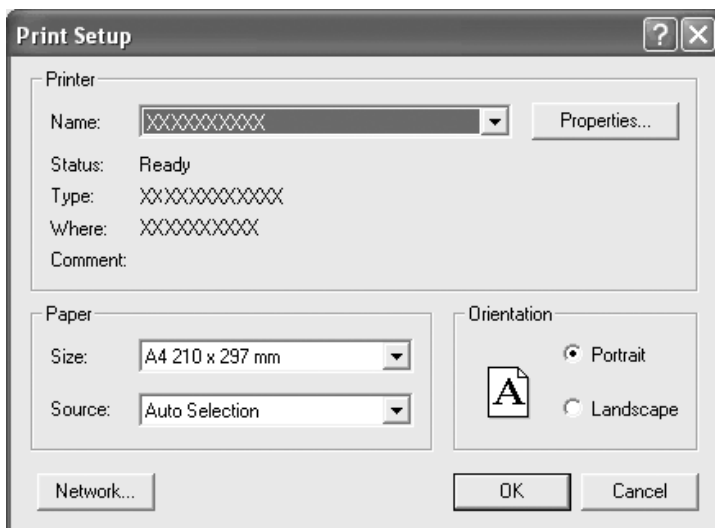 Print Setup
Printer
Name: XXXXXXXXXX Properties...
Status: Ready
Type: XXXXXXXXXXXX
Where: XXXXXXXXXX
Comment:
Paper
Size: A4 210 x 297 mm
Source: Auto Selection
Orientation
A
Portrait
Landscape
Network...
OK
Cancel